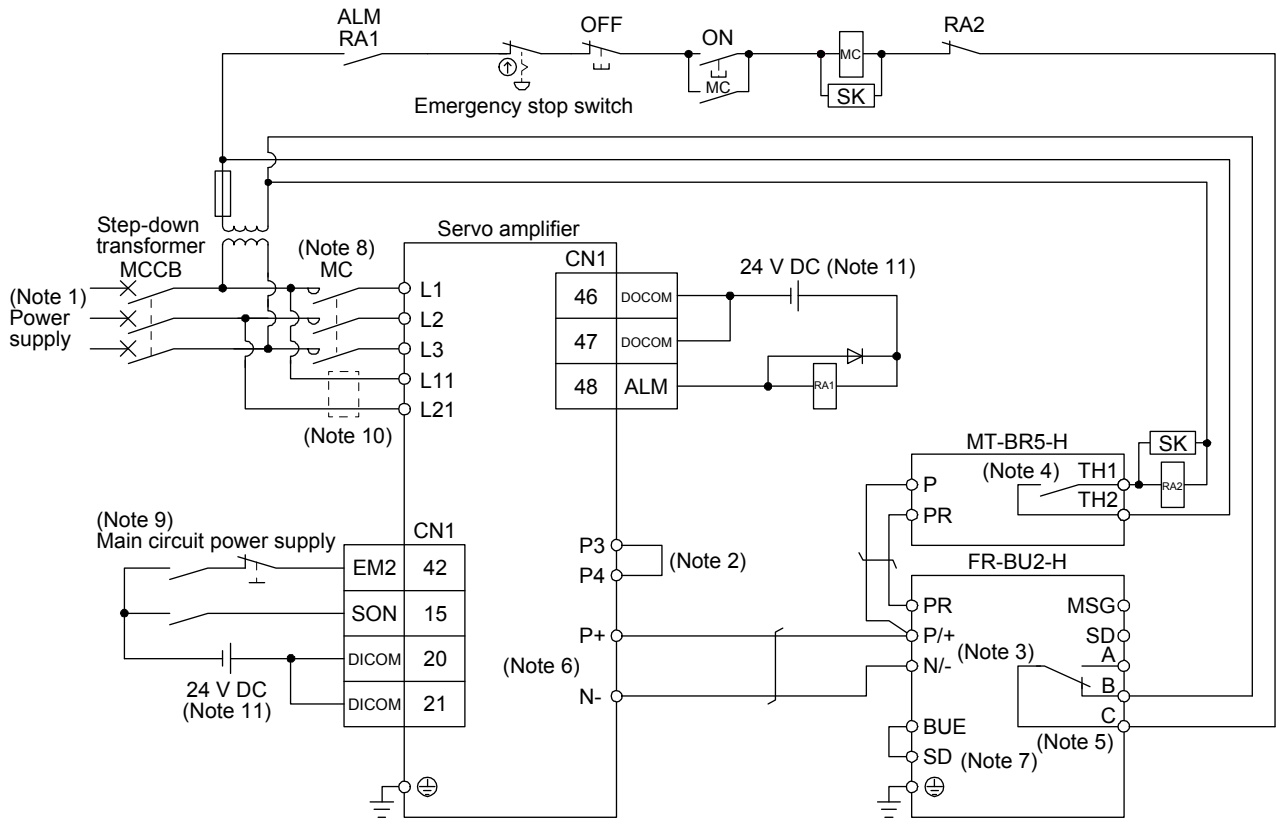 ALM
RA1
OFF
ON
RA2
MC
MC
SK
Emergency stop switch
Step-down
transformer
MCCB
(Note 8)
MC
Servo amplifier
CN1
24 V DC (Note 11)
(Note 1)
Power
supply
L1
L2
L3
L11
L21
46 DOCOM
47 DOCOM
48 ALM
RA1
(Note 10)
MT-BR5-H
SK
(Note 4)
TH1
RA2
TH2
P
PR
(Note 9)
Main circuit power supply
CN1
EM2 42
SON 15
DICOM 20
DICOM 21
24 V DC
(Note 11)
P3
P4
(Note 2)
P+
(Note 6)
N-
FR-BU2-H
PR
MSG
P/+
SD
N/-
(Note 3)
A
B
C
(Note 5)
BUE
SD
(Note 7)